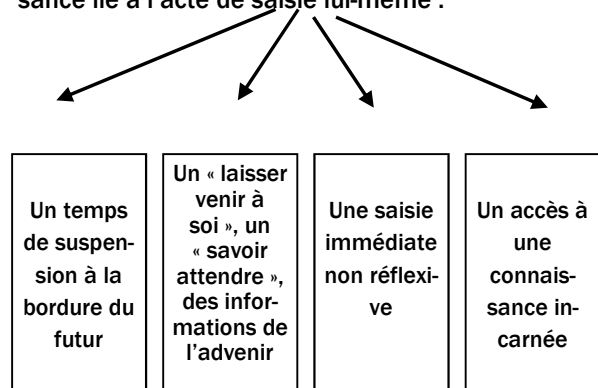 sance lié à l'acte de saisie lui-même :
Un temps
de suspen-
sion à la
bordure du
futur
Un « laisser
venir à
soi », un
« savoir
attendre »,
des infor-
mations de
l'advenir
Une saisie
immédiate
non réflexi-
ve
Un accès à
une
connais-
sance in-
carnée